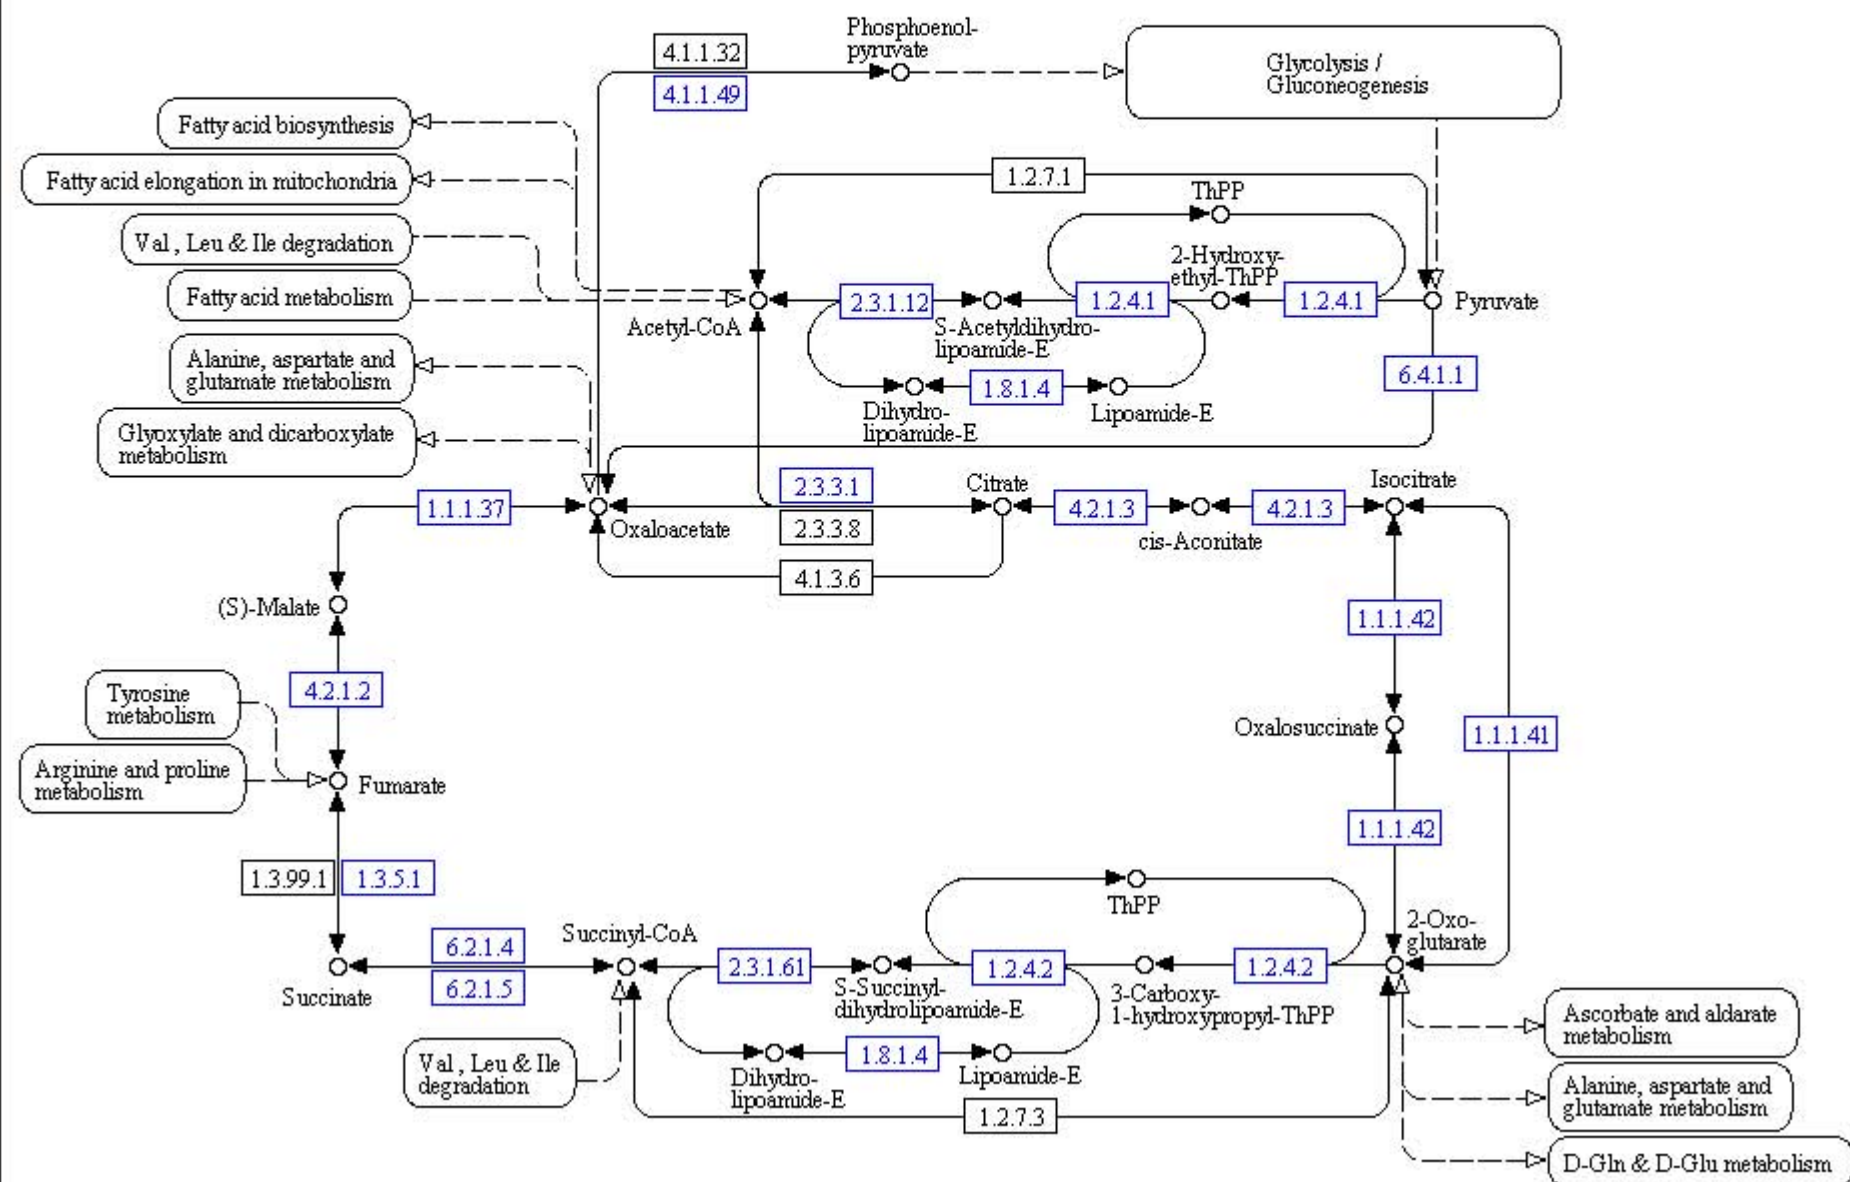 Phosphoenol-
pyruvate
4.1.1.32
4.1.1.49
Glycolysis /
Gluconeogenesis
Fatty acid biosynthesis
Fatty acid elongation in mitochondria
Val , Leu & Ile degradation
Fatty acid metabolism
Alanine, aspartate and
glutamate metabolism
Glyoxylate and dicarboxylate
metabolism
1.2.7.1
ThPP
2-Hydroxy-
ethyl-ThPP
Acetyl-CoA
2.3.1.12
S-Acetyldihydro-
lipoamide-E
1.2.4.1
1.2.4.1
Pyruvate
6.4.1.1
1.8.1.4
Dihydro-
lipoamide-E
Lipoamide-E
1.1.1.37
Oxaloacetate
2.3.3.1
2.3.3.8
4.1.3.6
Citrate
4.2.1.3
cis-Aconitate
4.2.1.3
Isocitrate
(S)-Malate
1.1.1.42
4.2.1.2
Tyrosine
metabolism
Oxalosuccinate
1.1.1.41
Arginine and proline
metabolism
Fumarate
1.1.1.42
1.3.99.1
1.3.5.1
ThPP
2-Oxo-
glutarate
6.2.1.4
6.2.1.5
Succinate
Succinyl-CoA
2.3.1.61
S-Succinyl-
dihydrolipoamide-E
1.2.4.2
3-Carboxy-
1-hydroxypropyl-ThPP
1.2.4.2
Val , Leu & Ile
degradation
1.8.1.4
Dihydro-
lipoamide-E
Lipoamide-E
1.2.7.3
Ascorbate and aldarate
metabolism
Alanine, aspartate and
glutamate metabolism
D-Gln & D-Glu metabolism